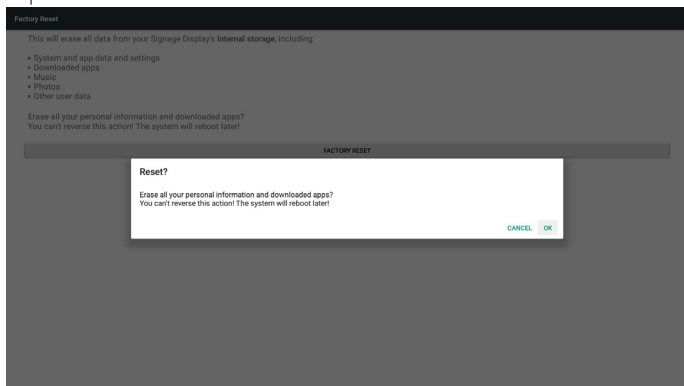 Factory Reset
This will erase all data from your Signage Display's internal storage, including:
• System and app data and settings
• Downloaded apps
• Music
• Photos
• Other user data
Erase all your personal information and downloaded apps?
You can't reverse this action! The system will reboot later!
FACTORY RESET
Reset?
Erase all your personal information and downloaded apps?
You can't reverse this action! The system will reboot later!
CANCEL OK